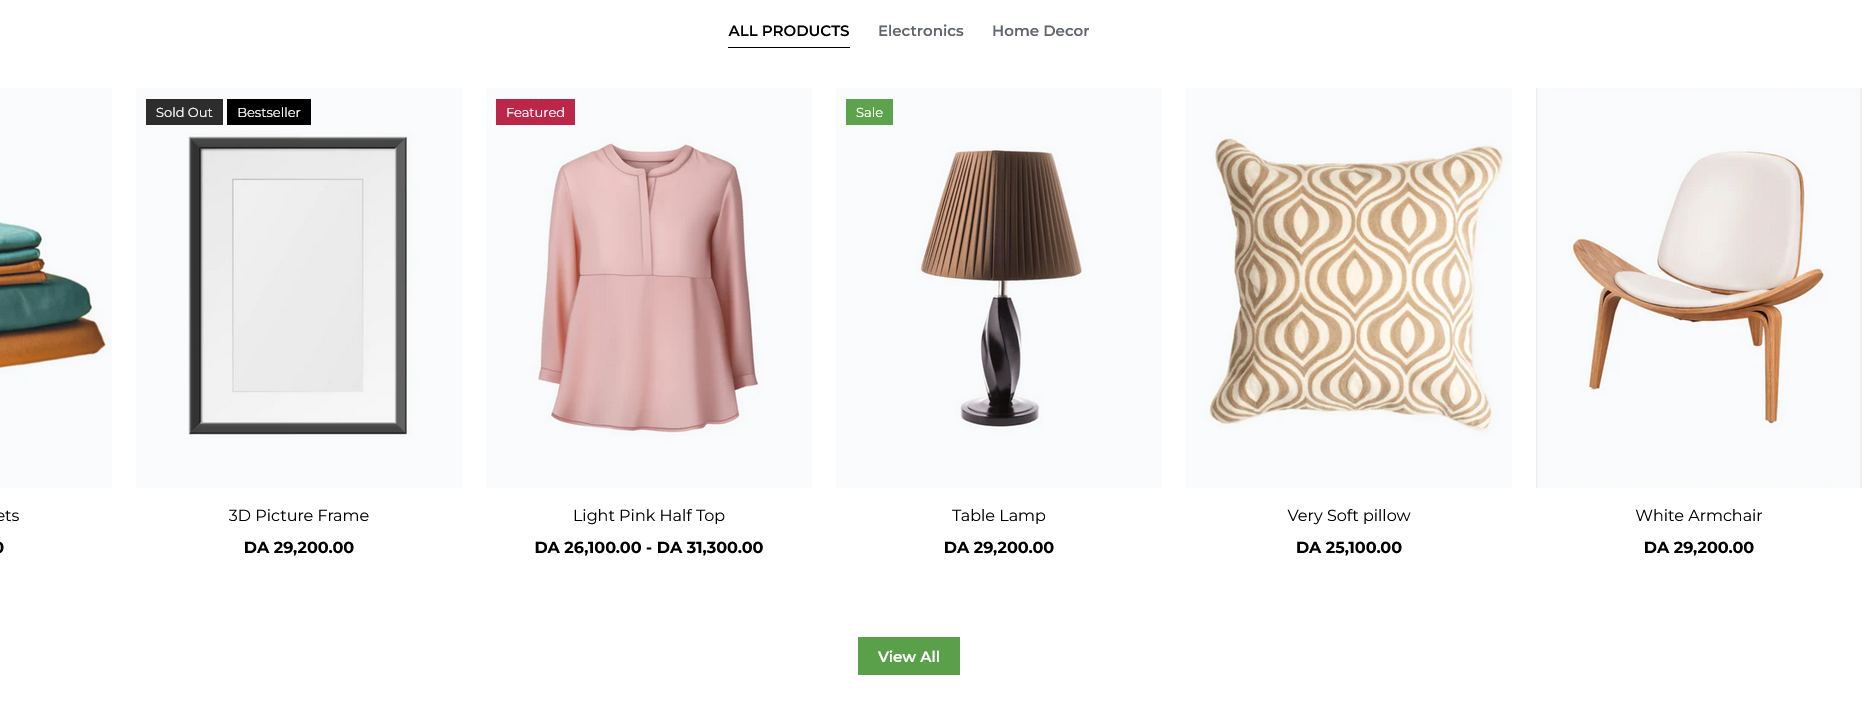 ALL PRODUCTS Electronics Home Decor
Sold Out Bestseller Featured Sale
ets 3D Picture Frame Light Pink Half Top Table Lamp Very Soft pillow White Armchair
0 DA 29,200.00 DA 26,100.00 - DA 31,300.00 DA 29,200.00 DA 25,100.00 DA 29,200.00
View All